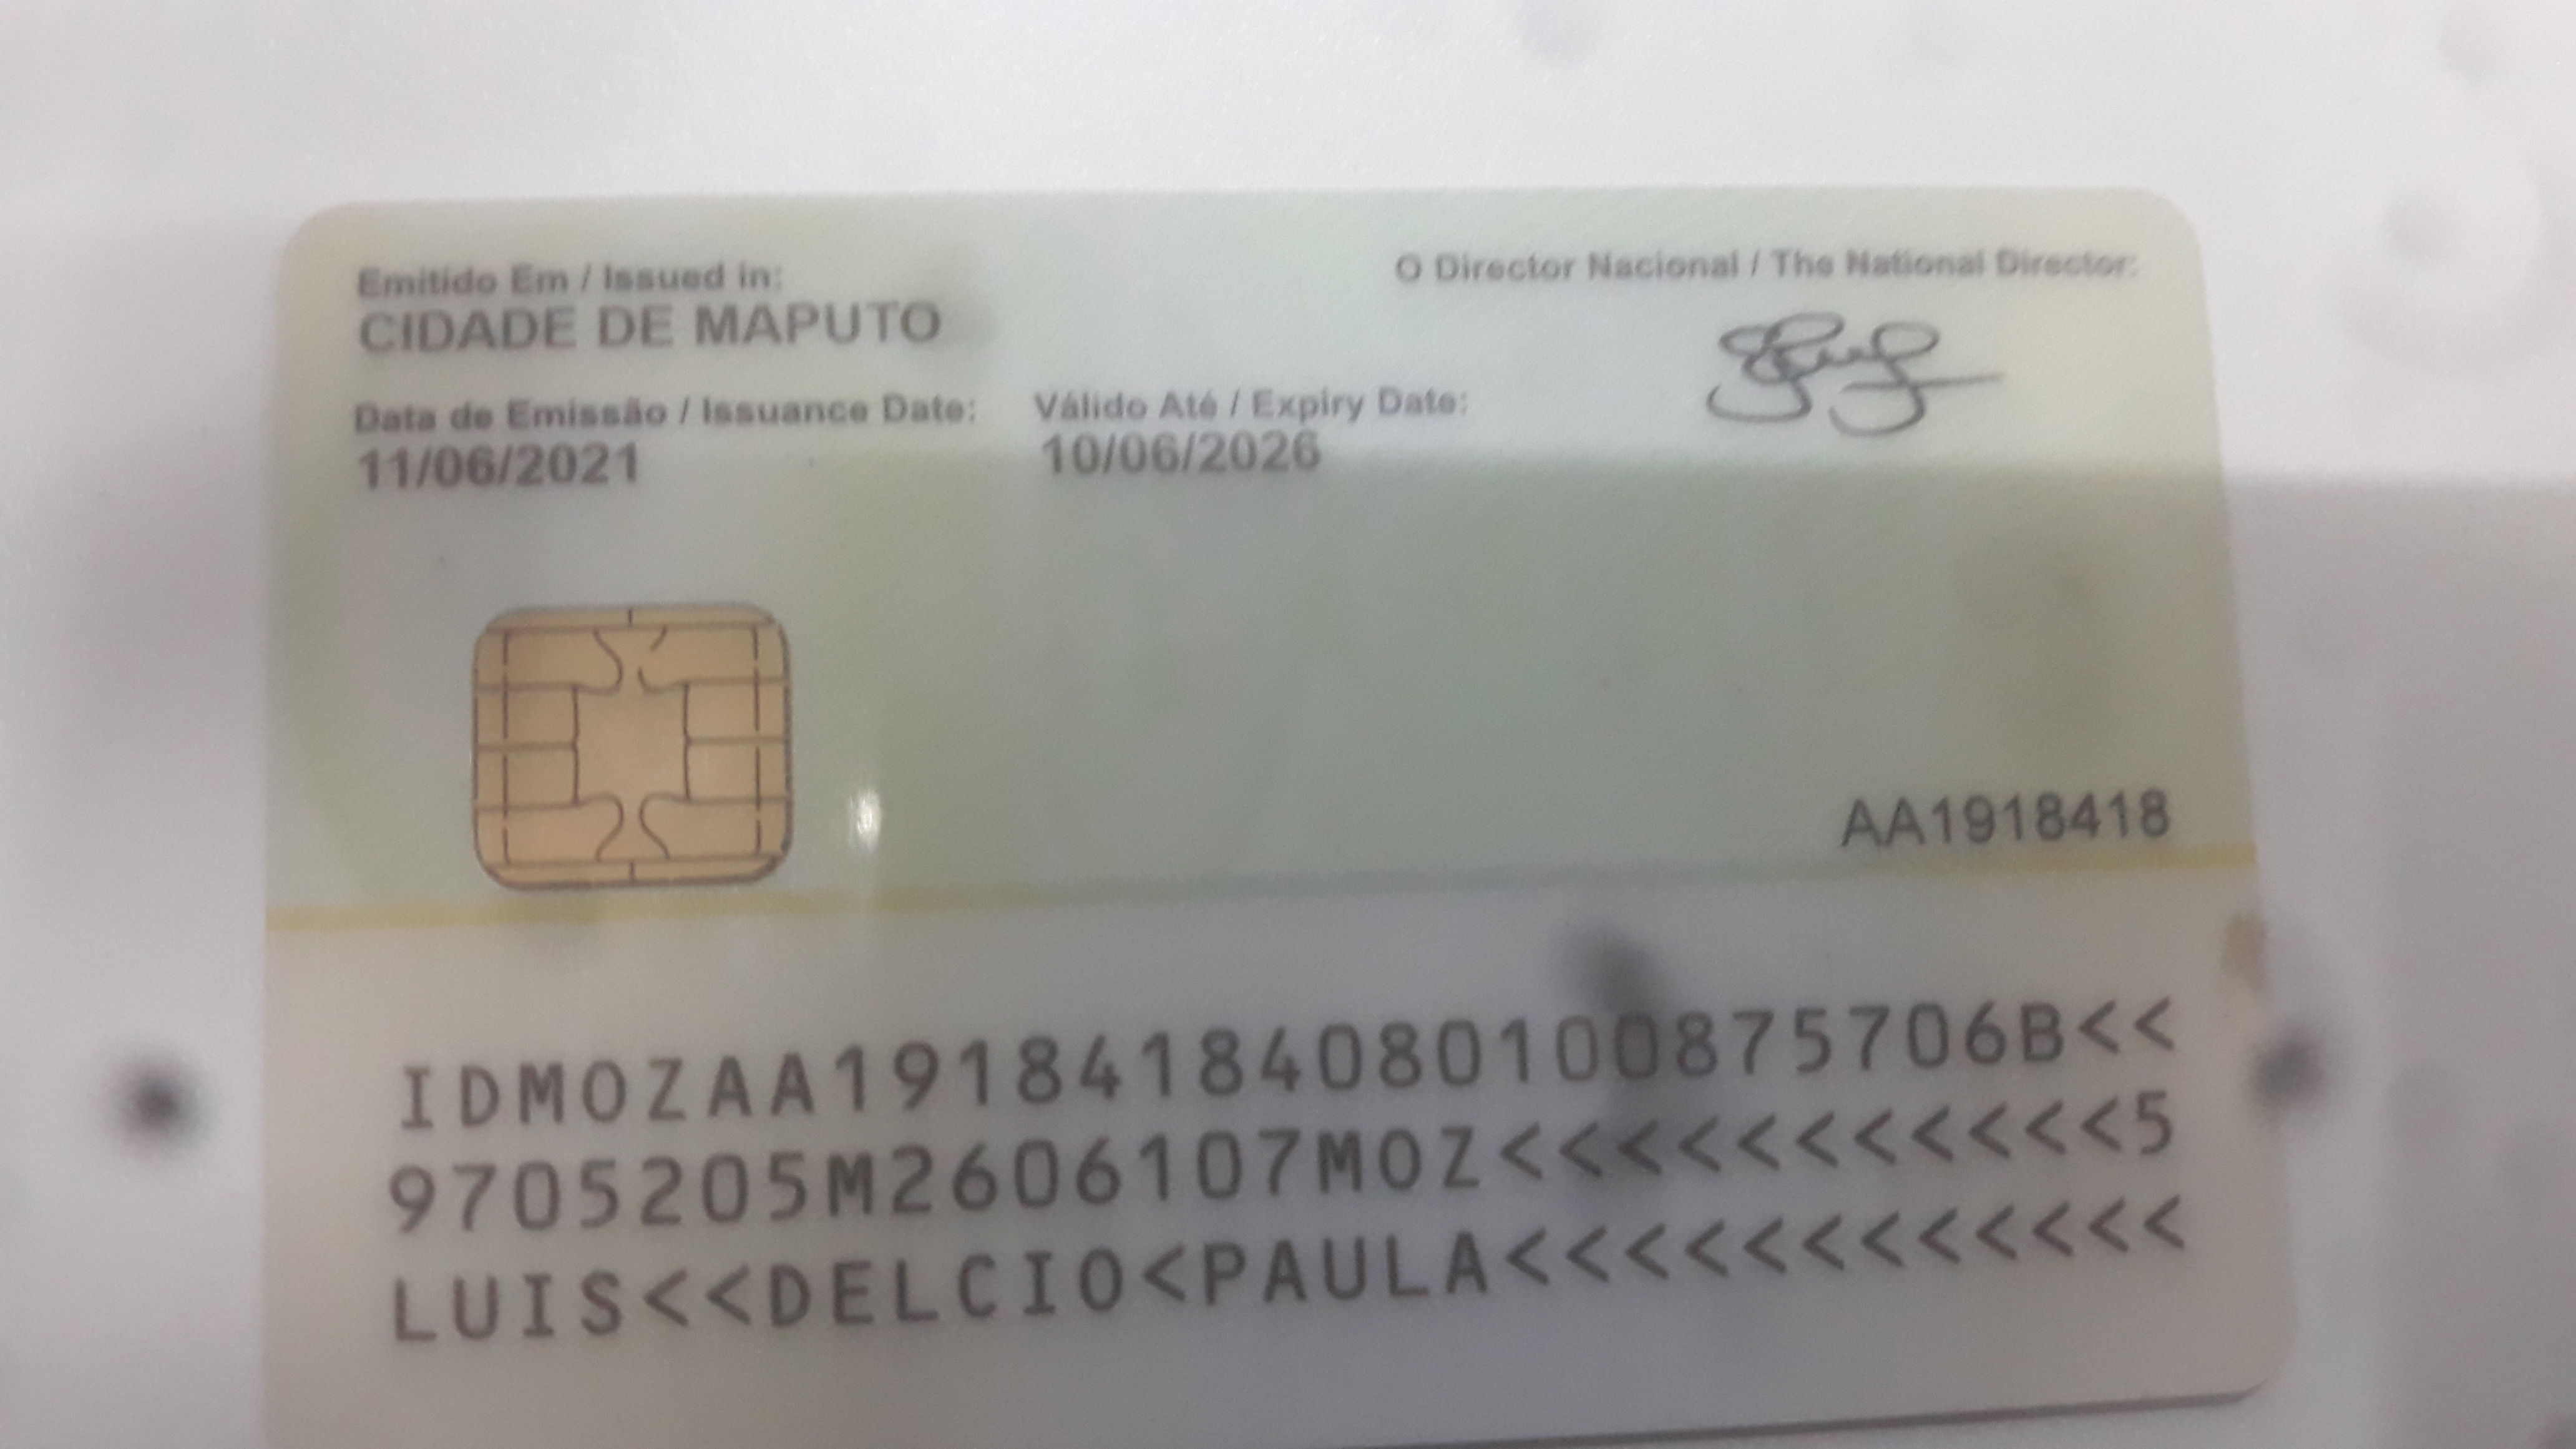 Emitido Em / Issued in:
CIDADE DE MAPUTO
O Director Nacional / The National Director:
Data de Emissão / Issuance Date:
11/06/2021
Válido Até / Expiry Date:
10/06/2026
AA1918418
IDMOZAA19184184080100875706B<<
9705205M2606107MOZ<<<<<<<<<<<5
LUIS<<DELCIO<PAULA<<<<<<<<<<<<